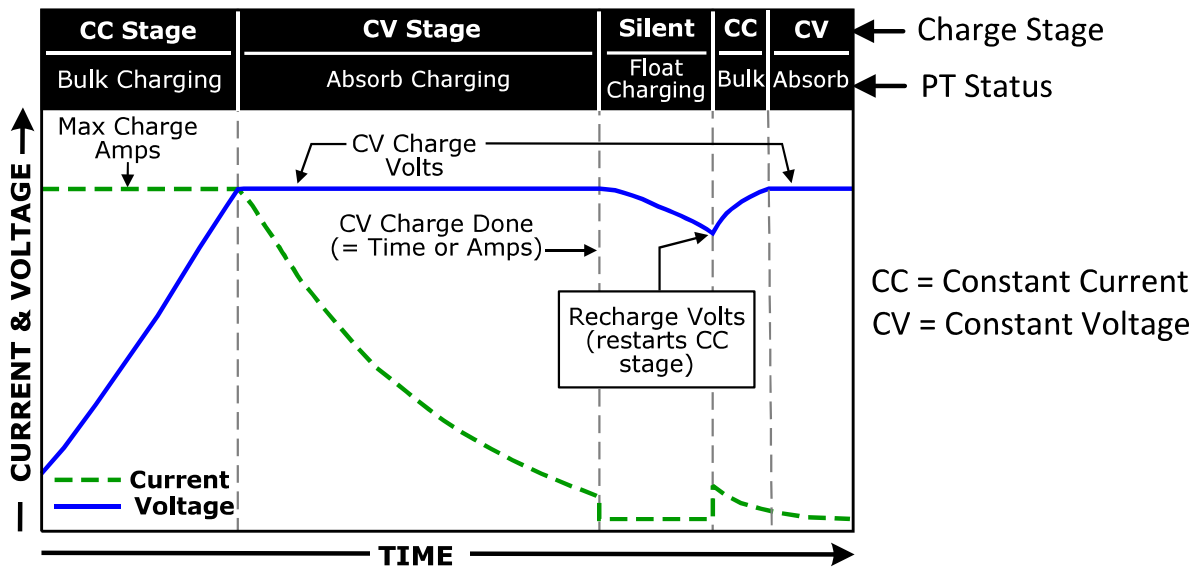 CC Stage
CV Stage
Silent
CC
CV
Charge Stage
Bulk Charging
Absorb Charging
Float
Charging
Bulk
Absorb
PT Status
Max Charge
Amps
CV Charge
Volts
CV Charge Done
(= Time or Amps)
Recharge Volts
(restarts CC
stage)
CC = Constant Current
CV = Constant Voltage
CURRENT & VOLTAGE
Current
Voltage
TIME